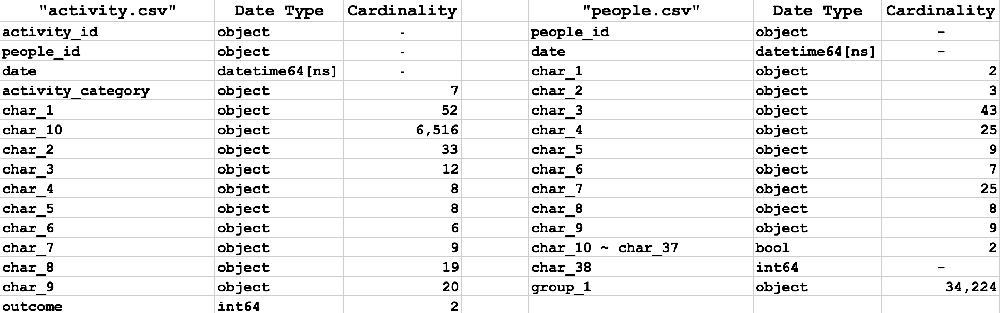 "activity.csv" Date Type Cardinality "people.csv" Date Type Cardinality
activity_id object - people_id object -
people_id object - date datetime64[ns] -
date datetime64[ns] - char_1 object 2
activity_category object 7 char_2 object 3
char_1 object 52 char_3 object 43
char_10 object 6,516 char_4 object 25
char_2 object 33 char_5 object 9
char_3 object 12 char_6 object 7
char_4 object 8 char_7 object 25
char_5 object 8 char_8 object 8
char_6 object 6 char_9 object 9
char_7 object 9 char_10 ~ char_37 bool 2
char_8 object 19 char_38 int64 -
char_9 object 20 group_1 object 34,224
outcome int64 2